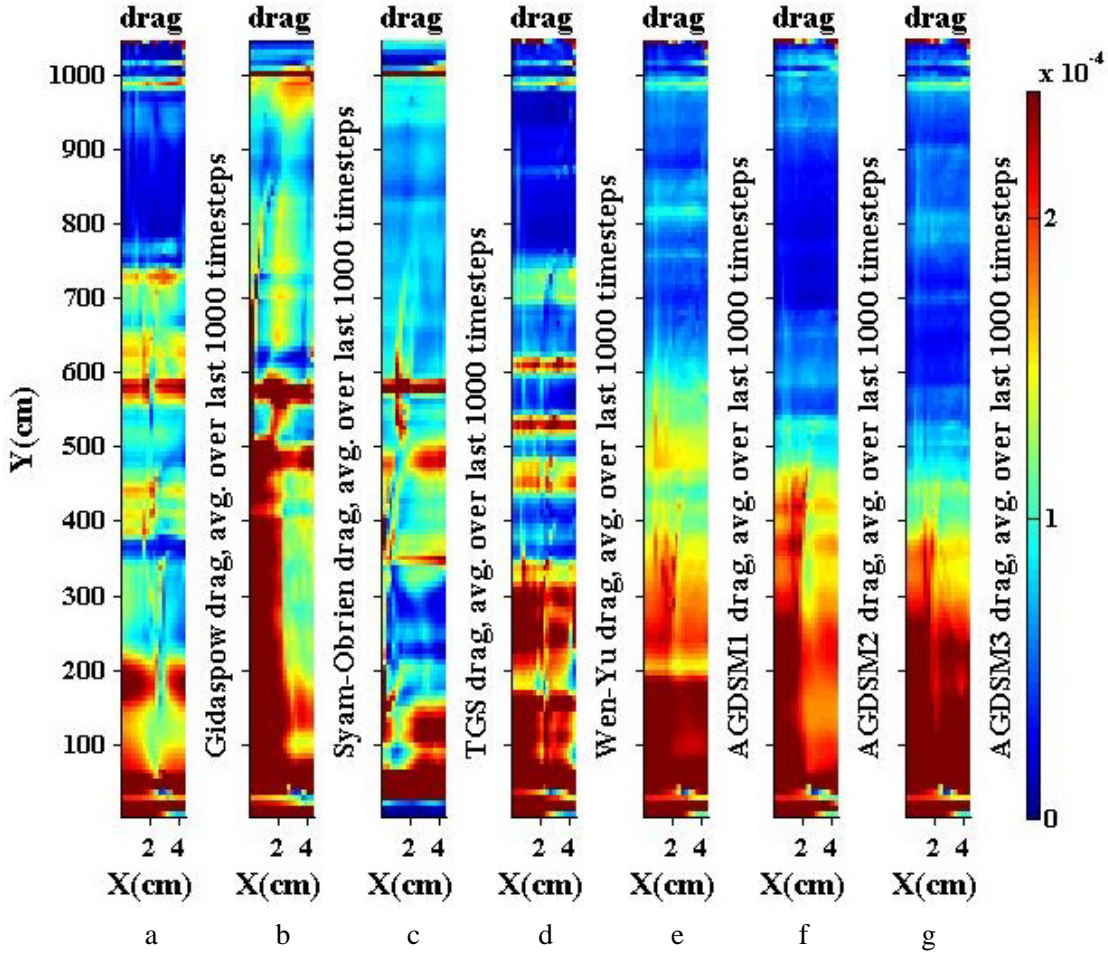 drag drag drag drag drag drag drag
x 10-4
1000
900
800
700
600
500
400
300
200
100
Y(cm)
Gidaspow drag, avg. over last 1000 timesteps
Syam-Obrien drag, avg. over last 1000 timesteps
TGS drag, avg. over last 1000 timesteps
Wen-Yu drag, avg. over last 1000 timesteps
AGDSM1 drag, avg. over last 1000 timesteps
AGDSM2 drag, avg. over last 1000 timesteps
AGDSM3 drag, avg. over last 1000 timesteps
2
1
0
2 4 2 4 2 4 2 4 2 4 2 4 2 4
X(cm) X(cm) X(cm) X(cm) X(cm) X(cm) X(cm)
a b c d e f g